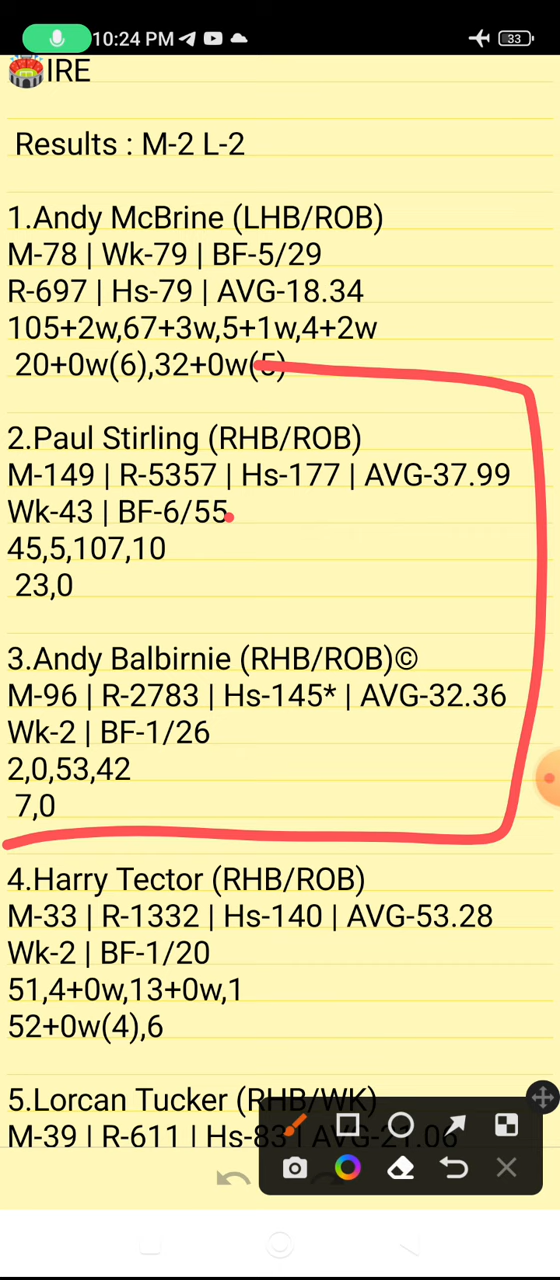 10:24 PM
33
IRE
Results : M-2 L-2
1.Andy McBrine (LHB/ROB)
M-78 | Wk-79 | BF-5/29
R-697 | Hs-79 | AVG-18.34
105+2w,67+3w,5+1w,4+2w
20+0w(6),32+0w(5)
2.Paul Stirling (RHB/ROB)
M-149 | R-5357 | Hs-177 | AVG-37.99
Wk-43 | BF-6/55
45,5,107,10
23,0
3.Andy Balbirnie (RHB/ROB)©
M-96 | R-2783 | Hs-145* | AVG-32.36
Wk-2 | BF-1/26
2,0,53,42
7,0
4.Harry Tector (RHB/ROB)
M-33 | R-1332 | Hs-140 | AVG-53.28
Wk-2 | BF-1/20
51,4+0w,13+0w,1
52+0w(4),6
5.Lorcan Tucker (RHB/WK)
M-39 | R-611 | Hs-83 | AVG-21.06